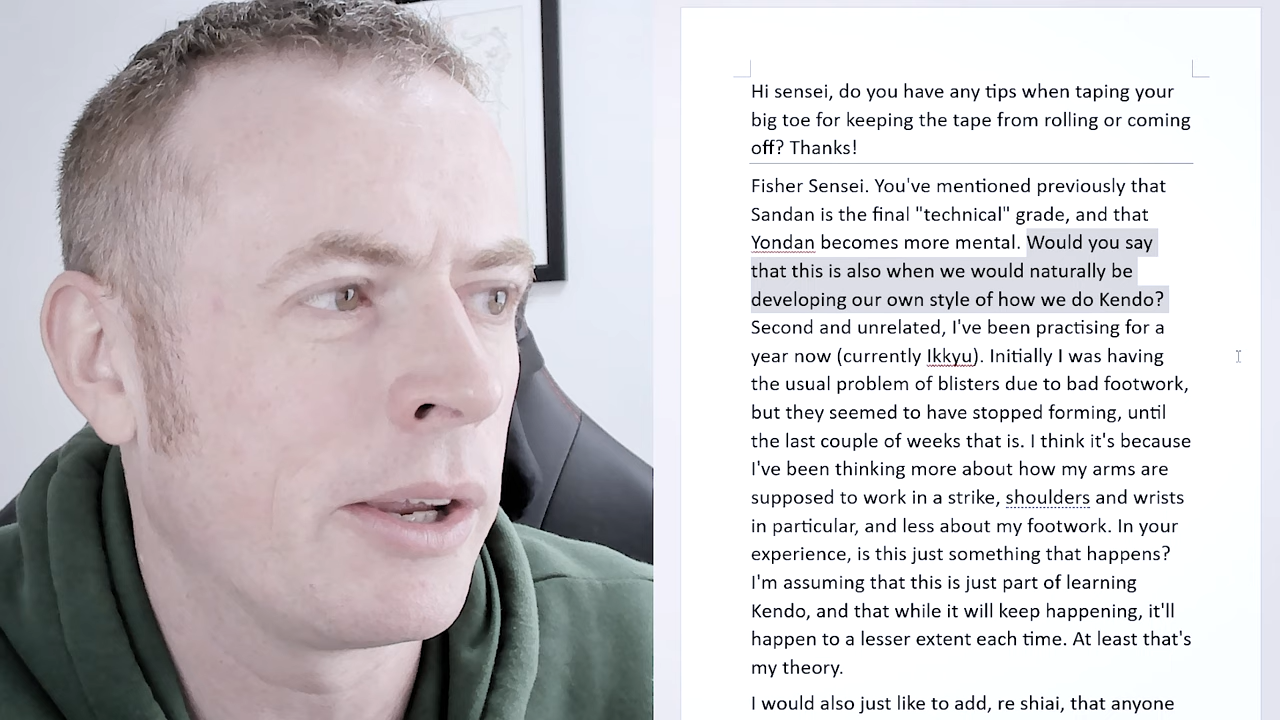 Hi sensei, do you have any tips when taping your
big toe for keeping the tape from rolling or coming
off? Thanks!
Fisher Sensei. You've mentioned previously that
Sandan is the final "technical" grade, and that
Yondan becomes more mental. Would you say
that this is also when we would naturally be
developing our own style of how we do Kendo?
Second and unrelated, I've been practising for a
year now (currently Ikkyu). Initially I was having
the usual problem of blisters due to bad footwork,
but they seemed to have stopped forming, until
the last couple of weeks that is. I think it's because
I've been thinking more about how my arms are
supposed to work in a strike, shoulders and wrists
in particular, and less about my footwork. In your
experience, is this just something that happens?
I'm assuming that this is just part of learning
Kendo, and that while it will keep happening, it'll
happen to a lesser extent each time. At least that's
my theory.
I would also just like to add, re shiai, that anyone